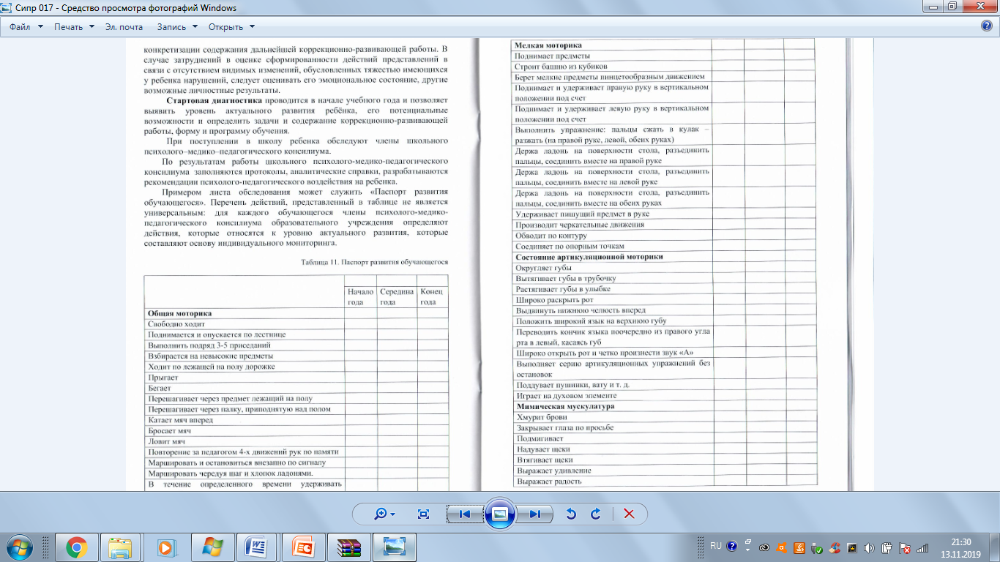 Сипр 017 - Средство просмотра фотографий Windows
Файл Печать Эл. почта Запись Открыть
конкретизации содержания дальнейшей коррекционно-развивающей работы. В
случае затруднений в оценке сформированности действий представлений в
связи с отсутствием видимых изменений, обусловленных тяжестью имеющихся
у ребенка нарушений, следует оценивать его эмоциональное состояние, другие
возможные личностные результаты.
Стартовая диагностика проводится в начале учебного года и позволяет
выявить уровень актуального развития ребёнка, его потенциальные
возможности и определить задачи и содержание коррекционно-развивающей
работы, форму и программу обучения.
При поступлении в школу ребенка обследуют члены школьного
психолого–медико–педагогического консилиума.
По результатам работы школьного психолого-медико-педагогического
консилиума заполняются протоколы, аналитические справки, разрабатываются
рекомендации психолого-педагогического воздействия на ребенка.
Примером листа обследования может служить «Паспорт развития
обучающегося». Перечень действий, представленный в таблице не является
универсальным: для каждого обучающегося члены психолого-медико-
педагогического консилиума образовательного учреждения определяют
действия, которые относятся к уровню актуального развития, которые
составляют основу индивидуального мониторинга.
Таблица 11. Паспорт развития обучающегося
Начало Середина Конец
года года года
Общая моторика
Свободно ходит
Поднимается и опускается по лестнице
Выполнить подряд 3-5 приседаний
Взбирается на невысокие предметы
Ходит по лежащей на полу дорожке
Прыгает
Бегает
Перешагивает через предмет лежащий на полу
Перешагивает через палку, приподнятую над полом
Катает мяч вперед
Бросает мяч
Ловит мяч
Повторение за педагогом 4-х движений рук по памяти
Маршировать и остановиться внезапно по сигналу
Маршировать чередуя шаг и хлопок ладонями.
В течение определенного времени удерживать
Мелкая моторика
Поднимает предметы
Строит башню из кубиков
Берет мелкие предметы пинцетообразным движением
Поднимает и удерживает правую руку в вертикальном
положении под счет
Поднимает и удерживает левую руку в вертикальном
положении под счет
Выполнить упражнение: пальцы сжать в кулак –
разжать (на правой руке, левой, обеих руках)
Держа ладонь на поверхности стола, разъединить
пальцы, соединить вместе на правой руке
Держа ладонь на поверхности стола, разъединить
пальцы, соединить вместе на левой руке
Держа ладонь на поверхности стола, разъединить
пальцы, соединить вместе на обеих руках
Удерживает пишущий предмет в руке
Производит черкательные движения
Обводит по контуру
Соединяет по опорным точкам
Состояние артикуляционной моторики
Округляет губы
Вытягивает губы в трубочку
Растягивает губы в улыбке
Широко раскрыть рот
Выдвинуть нижнюю челюсть вперед
Положить широкий язык на верхнюю губу
Переводить кончик языка поочередно из правого угла
рта в левый, касаясь губ
Широко открыть рот и четко произнести звук «А»
Выполняет серию артикуляционных упражнений без
остановок
Поддувает пушинки, вату и т. д.
Играет на духовом элементе
Мимическая мускулатура
Хмурит брови
Закрывает глаза по просьбе
Подмигивает
Надувает щеки
Втягивает щеки
Выражает удивление
Выражает радость
RU
21:30
13.11.2019